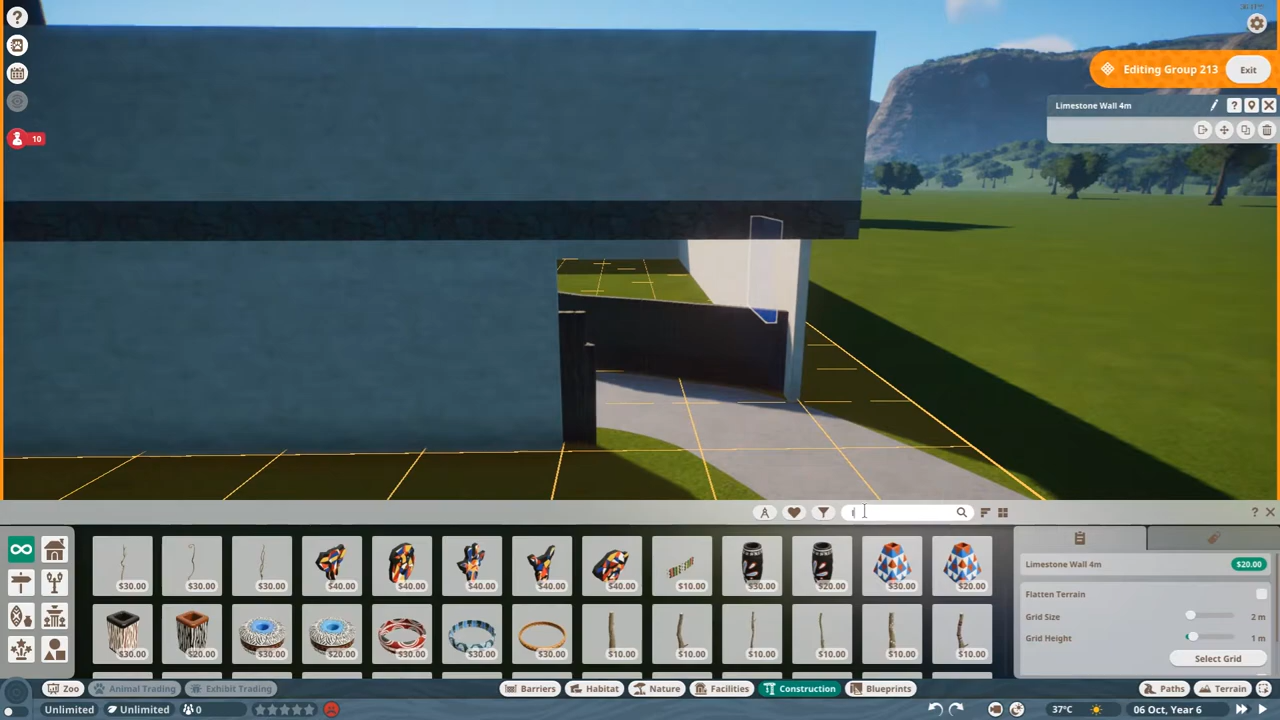 Editing Group 213
Exit
Limestone Wall 4m
10
$30.00 $30.00 $30.00 $40.00 $40.00 $40.00 $40.00 $40.00 $10.00 $30.00 $20.00 $30.00 $20.00
$30.00 $20.00 $30.00 $20.00 $30.00 $30.00 $30.00 $10.00 $10.00 $10.00 $10.00 $10.00
Limestone Wall 4m $20.00
Flatten Terrain
Grid Size 2 m
Grid Height 1 m
Select Grid
Zoo Animal Trading Exhibit Trading Barriers Habitat Nature Facilities Construction Blueprints Paths Terrain
Unlimited Unlimited 0 37°C 06 Oct, Year 6